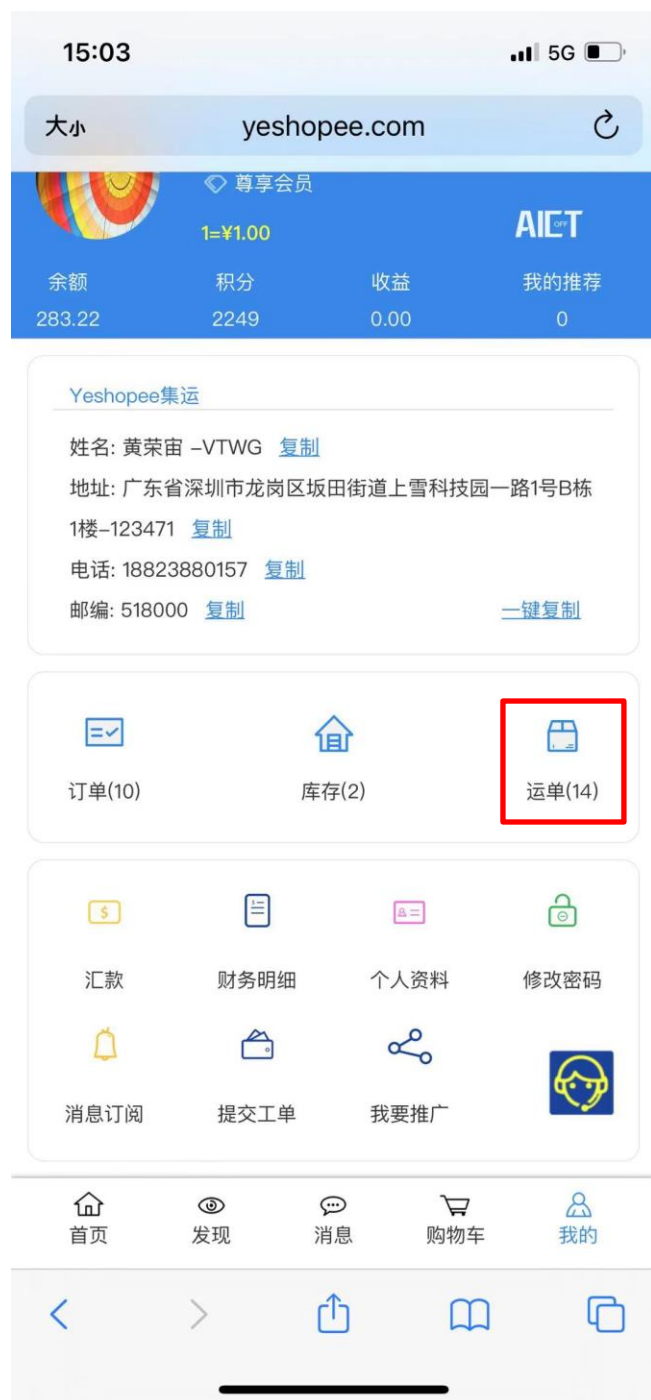 15:03
5G
大小 yeshopee.com
尊享会员
1=¥1.00
AICT
OFF
余额 积分 收益 我的推荐
283.22 2249 0.00 0
Yeshopee集运
姓名: 黄荣宙 –VTWG 复制
地址: 广东省深圳市龙岗区坂田街道上雪科技园一路1号B栋
1楼–123471 复制
电话: 18823880157 复制
邮编: 518000 复制 一键复制
订单(10) 库存(2) 运单(14)
汇款 财务明细 个人资料 修改密码
消息订阅 提交工单 我要推广
首页 发现 消息 购物车 我的